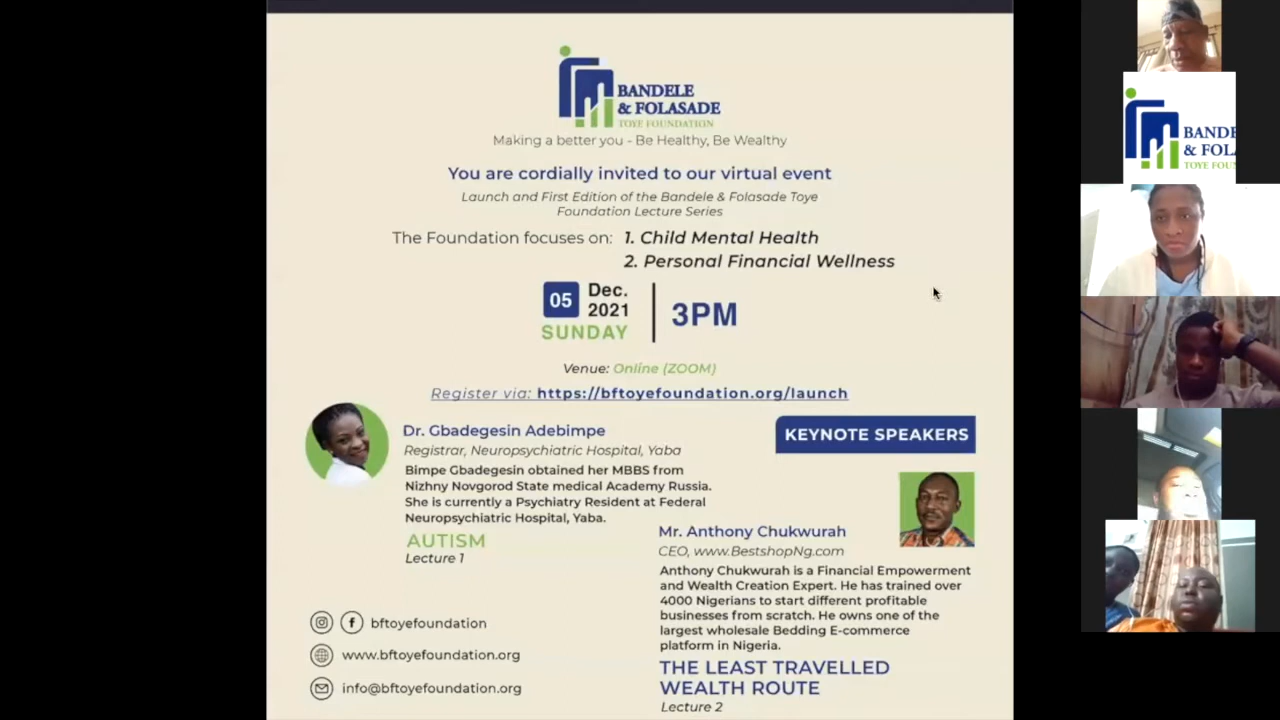 BANDELE
& FOLASADE
TOYE FOUNDATION
Making a better you - Be Healthy, Be Wealthy
You are cordially invited to our virtual event
Launch and First Edition of the Bandele & Folasade Toye
Foundation Lecture Series
The Foundation focuses on: 1. Child Mental Health
2. Personal Financial Wellness
05 Dec. 2021
SUNDAY
3PM
Venue: Online (ZOOM)
Register via: https://bftoyefoundation.org/launch
KEYNOTE SPEAKERS
Dr. Gbadegesin Adebimpe
Registrar, Neuropsychiatric Hospital, Yaba
Bimpe Gbadegesin obtained her MBBS from
Nizhny Novgorod State medical Academy Russia.
She is currently a Psychiatry Resident at Federal
Neuropsychiatric Hospital, Yaba.
AUTISM
Lecture 1
Mr. Anthony Chukwurah
CEO, www.BestshopNg.com
Anthony Chukwurah is a Financial Empowerment
and Wealth Creation Expert. He has trained over
4000 Nigerians to start different profitable
businesses from scratch. He owns one of the
largest wholesale Bedding E-commerce
platform in Nigeria.
THE LEAST TRAVELLED
WEALTH ROUTE
Lecture 2
bftoyefoundation
www.bftoyefoundation.org
info@bftoyefoundation.org
BANDE
& FOL
TOYE FOU